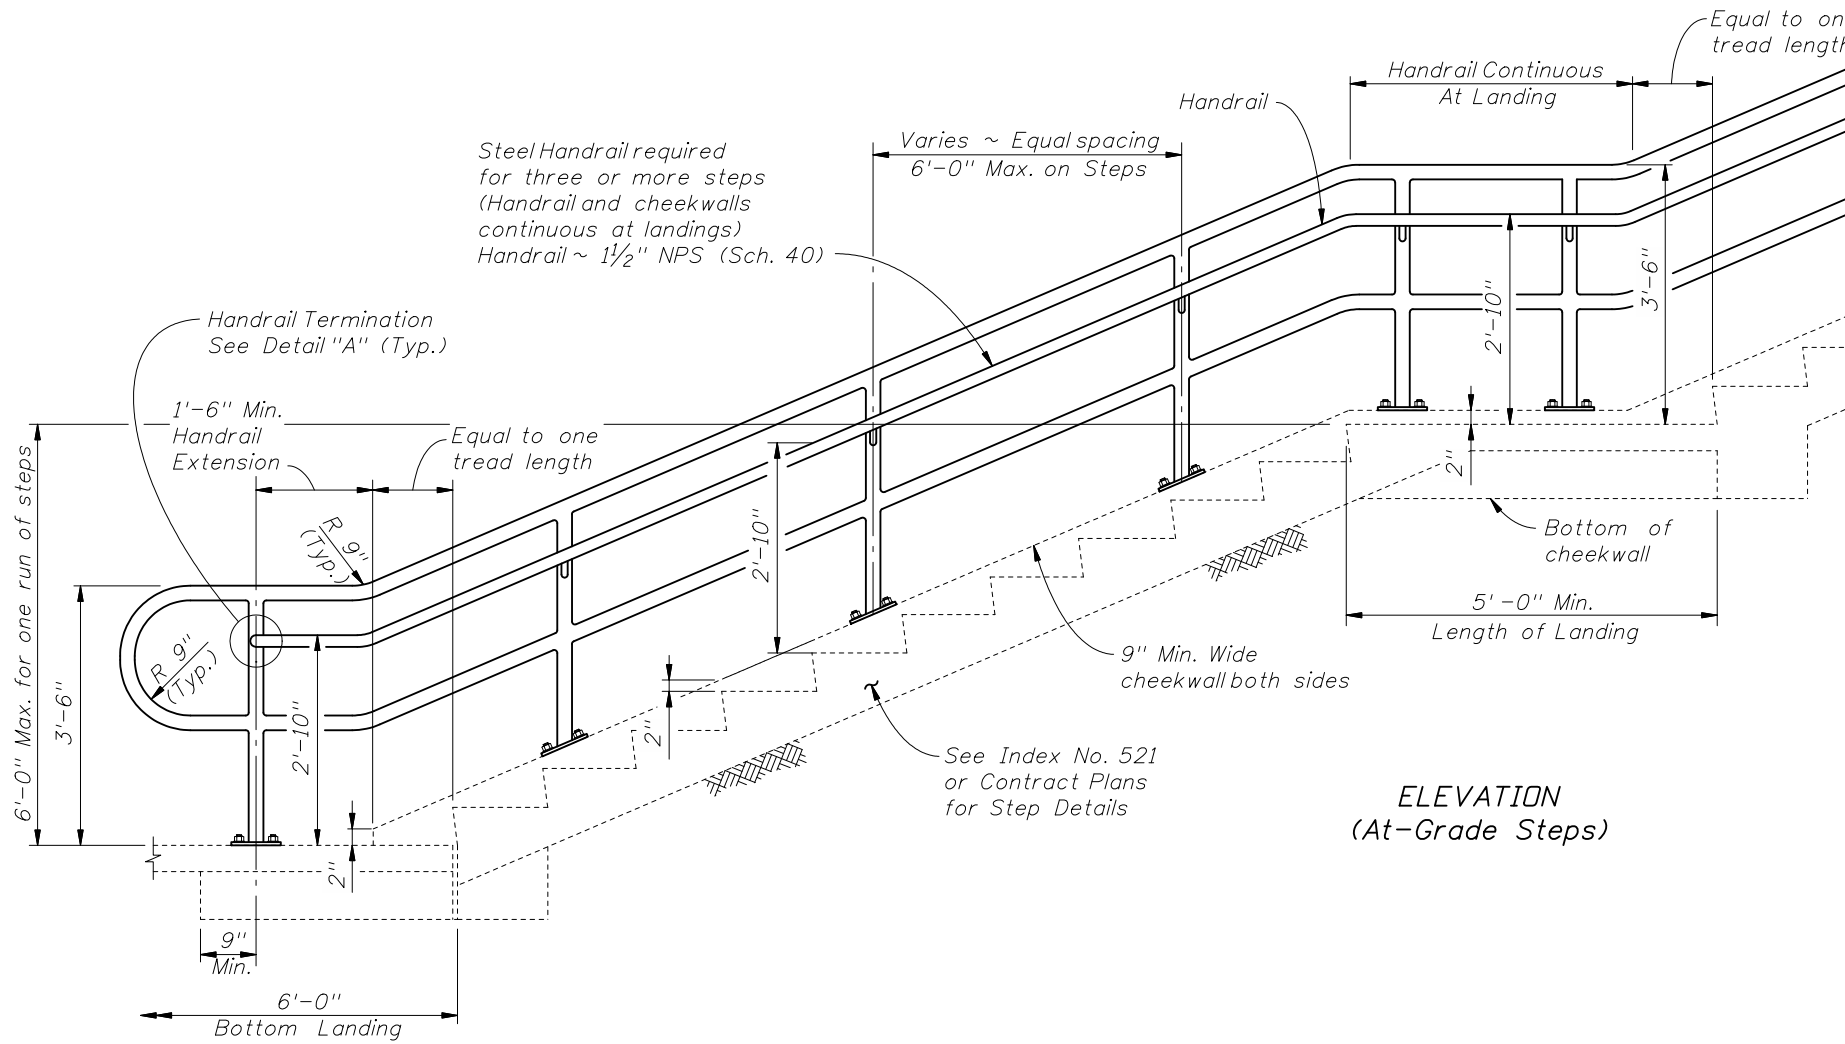 Equal to on
tread length
Handrail Continuous
At Landing
Handrail
Varies ~ Equal spacing
6'-0" Max. on Steps
Steel Handrail required
for three or more steps
(Handrail and cheekwalls
continuous at landings)
Handrail ~ 1½" NPS (Sch. 40)
Handrail Termination
See Detail "A" (Typ.)
1'-6" Min.
Handrail
Extension
Equal to one
tread length
6'-0" Max. for one run of steps
3'-6"
R 9"
(Typ.)
R 9"
(Typ.)
2'-10"
2"
2'-10"
2"
2'-10"
3'-6"
2"
Bottom of
cheekwall
5'-0" Min.
Length of Landing
9" Min. Wide
cheekwall both sides
See Index No. 521
or Contract Plans
for Step Details
ELEVATION
(At-Grade Steps)
9"
Min.
6'-0"
Bottom Landing